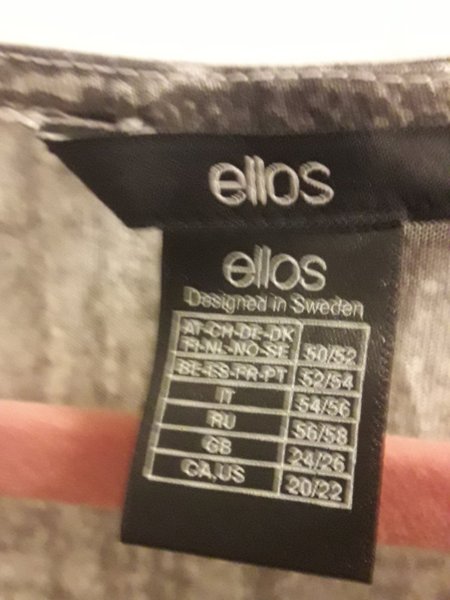 ellos
ellos
Designed in Sweden
AT-CH-DE-DK
FI-NL-NO-SE 50/52
BE-ES-FR-PT 52/54
IT 54/56
RU 56/58
GB 24/26
CA,US 20/22